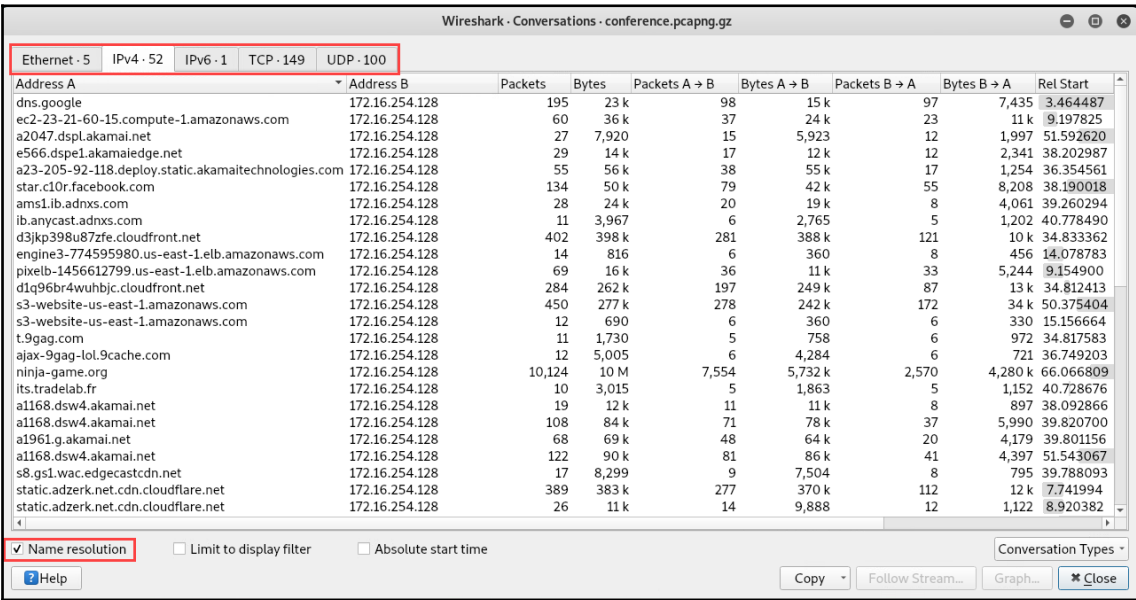 Wireshark · Conversations · conference.pcapng.gz
Ethernet · 5 IPv4 · 52 IPv6 · 1 TCP · 149 UDP · 100
Address A Address B Packets Bytes Packets A → B Bytes A → B Packets B → A Bytes B → A Rel Start
dns.google 172.16.254.128 195 23 k 98 15 k 97 7,435 3.464487
ec2-23-21-60-15.compute-1.amazonaws.com 172.16.254.128 60 36 k 37 24 k 23 11 k 9.197825
a2047.dspl.akamai.net 172.16.254.128 27 7,920 15 5,923 12 1,997 51.592620
e566.dspe1.akamaiedge.net 172.16.254.128 29 14 k 17 12 k 12 2,341 38.202987
a23-205-92-118.deploy.static.akamaitechnologies.com 172.16.254.128 55 56 k 38 55 k 17 1,254 36.354561
star.c10r.facebook.com 172.16.254.128 134 50 k 79 42 k 55 8,208 38.190018
ams1.ib.adnxs.com 172.16.254.128 28 24 k 20 19 k 8 4,061 39.260294
ib.anycast.adnxs.com 172.16.254.128 11 3,967 6 2,765 5 1,202 40.778490
d3jkp398u87zfe.cloudfront.net 172.16.254.128 402 398 k 281 388 k 121 10 k 34.833362
engine3-774595980.us-east-1.elb.amazonaws.com 172.16.254.128 14 816 6 360 8 456 14.078783
pixelb-1456612799.us-east-1.elb.amazonaws.com 172.16.254.128 69 16 k 36 11 k 33 5,244 9.154900
d1q96br4wuhbjc.cloudfront.net 172.16.254.128 284 262 k 197 249 k 87 13 k 34.812413
s3-website-us-east-1.amazonaws.com 172.16.254.128 450 277 k 278 242 k 172 34 k 50.375404
s3-website-us-east-1.amazonaws.com 172.16.254.128 12 690 6 360 6 330 15.156664
t.9gag.com 172.16.254.128 11 1,730 5 758 6 972 34.817583
ajax-9gag-lol.9cache.com 172.16.254.128 12 5,005 6 4,284 6 721 36.749203
ninja-game.org 172.16.254.128 10,124 10 M 7,554 5,732 k 2,570 4,280 k 66.066809
its.tradelab.fr 172.16.254.128 10 3,015 5 1,863 5 1,152 40.728676
a1168.dsw4.akamai.net 172.16.254.128 19 12 k 11 11 k 8 897 38.092866
a1168.dsw4.akamai.net 172.16.254.128 108 84 k 71 78 k 37 5,990 39.820700
a1961.g.akamai.net 172.16.254.128 68 69 k 48 64 k 20 4,179 39.801156
a1168.dsw4.akamai.net 172.16.254.128 122 90 k 81 86 k 41 4,397 51.543067
s8.gs1.wac.edgecastcdn.net 172.16.254.128 17 8,299 9 7,504 8 795 39.788093
static.adzerk.net.cdn.cloudflare.net 172.16.254.128 389 383 k 277 370 k 112 12 k 7.741994
static.adzerk.net.cdn.cloudflare.net 172.16.254.128 26 11 k 14 9,888 12 1,122 8.920382
Name resolution Limit to display filter Absolute start time Conversation Types
Help Copy Follow Stream... Graph... Close